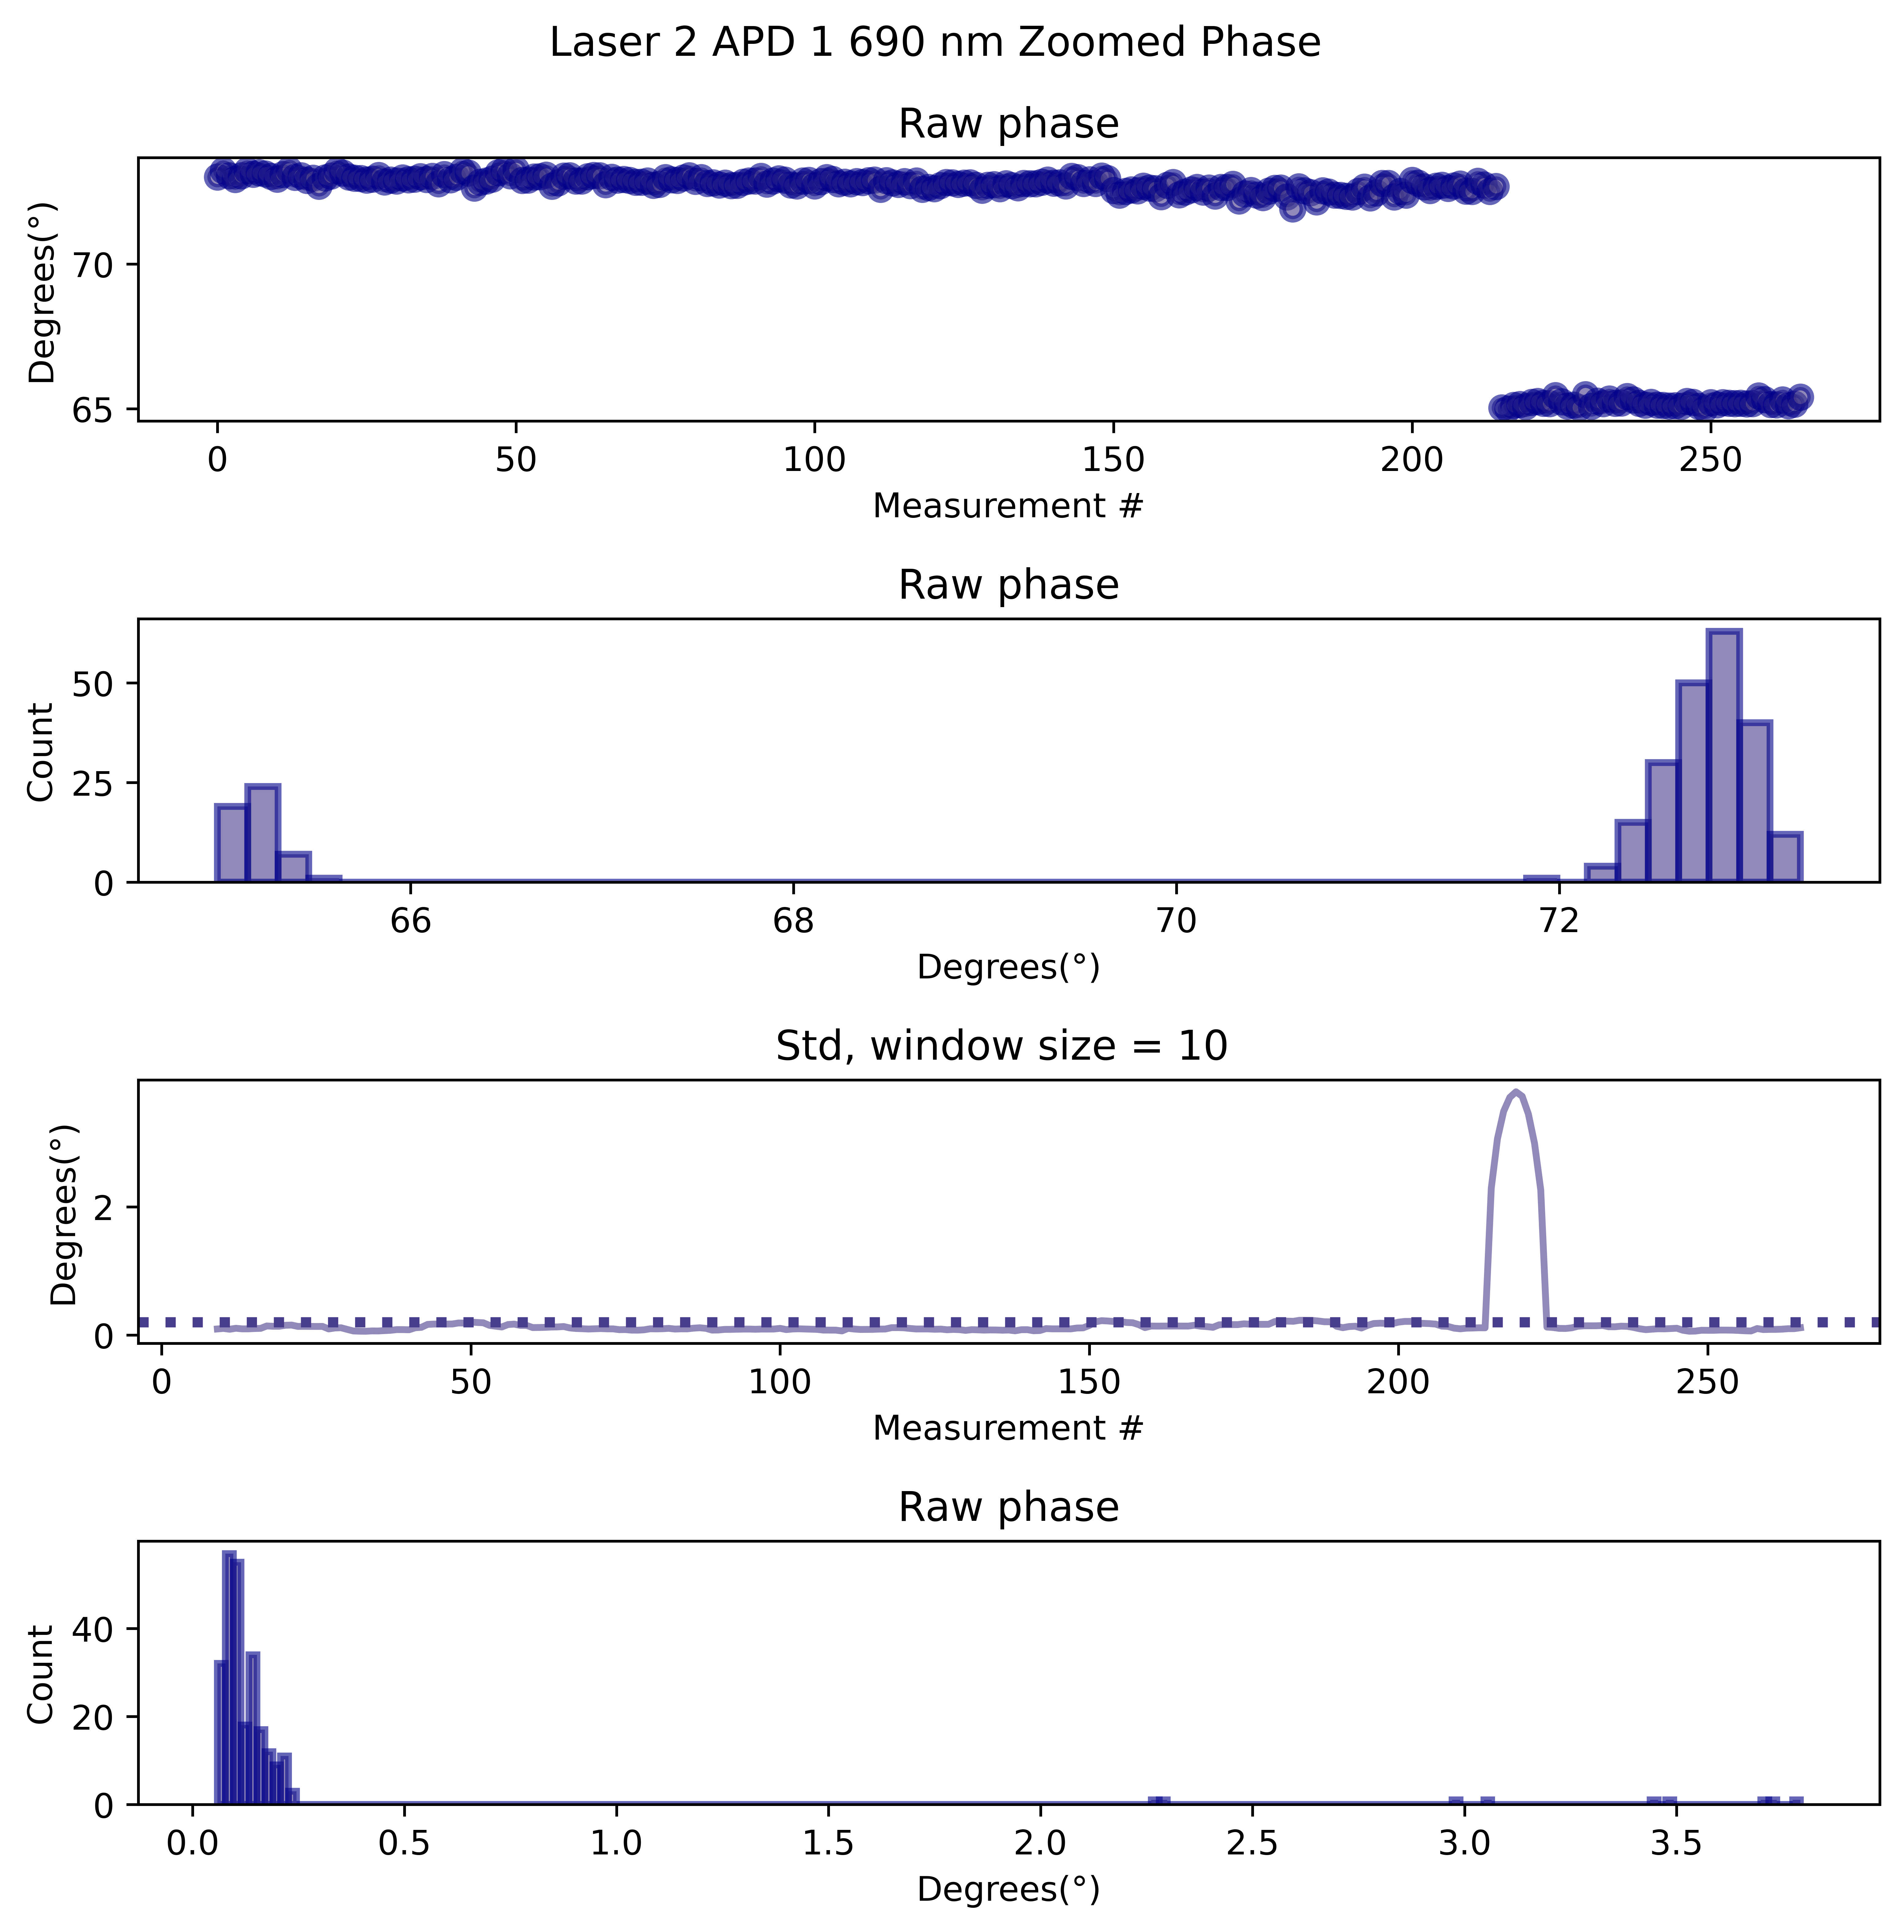 Laser 2 APD 1 690 nm Zoomed Phase
Raw phase
Degrees(°)
70
65
0 50 100 150 200 250
Measurement #
Raw phase
Count
50
25
0
66 68 70 72
Degrees(°)
Std, window size = 10
Degrees(°)
2
0
0 50 100 150 200 250
Measurement #
Raw phase
Count
40
20
0
0.0 0.5 1.0 1.5 2.0 2.5 3.0 3.5
Degrees(°)